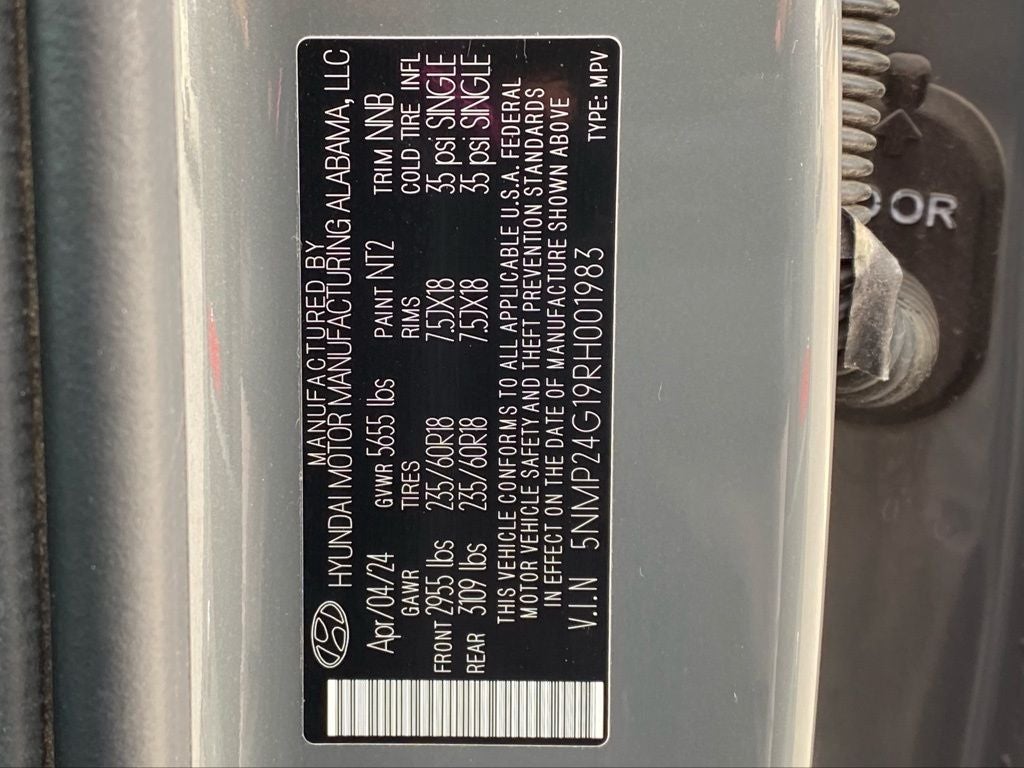 MANUFACTURED BY
HYUNDAI MOTOR MANUFACTURING ALABAMA, LLC
Apr/04/24 GVWR 5655 lbs PAINT NT2 TRIM NNB
GAWR TIRES RIMS COLD TIRE INFL
FRONT 2955 lbs 235/60R18 7.5JX18 35 psi SINGLE
REAR 3109 lbs 235/60R18 7.5JX18 35 psi SINGLE
THIS VEHICLE CONFORMS TO ALL APPLICABLE U.S.A. FEDERAL
MOTOR VEHICLE SAFETY AND THEFT PREVENTION STANDARDS
IN EFFECT ON THE DATE OF MANUFACTURE SHOWN ABOVE
V.I.N 5NMP24G19RH001983 TYPE: MPV